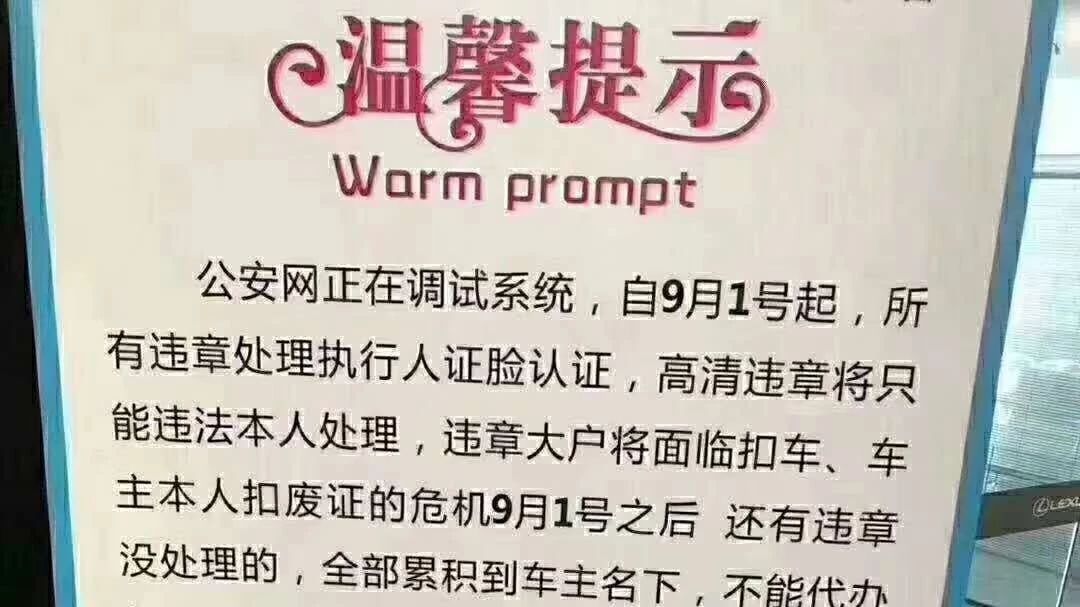 温馨提示
Warm prompt
公安网正在调试系统，自9月1号起，所
有违章处理执行人证脸认证，高清违章将只
能违法本人处理，违章大户将面临扣车、车
主本人扣废证的危机9月1号之后 还有违章
没处理的，全部累积到车主名下，不能代办